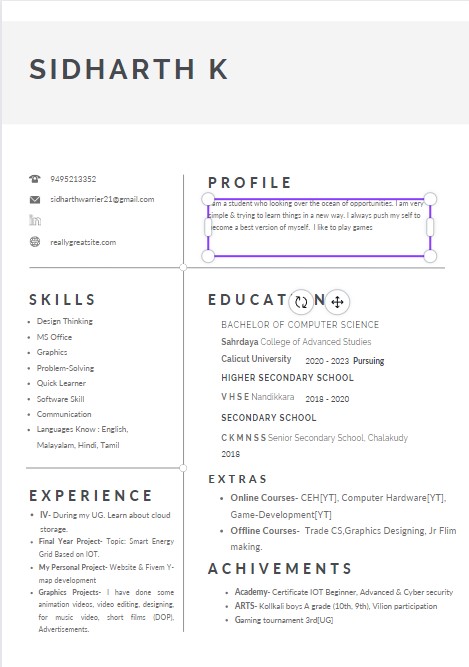 SIDHARTH K
9495213352
sidharthwarrier21@gmail.com
in
reallygreatsite.com
PROFILE
am a student who looking over the ocean of opportunities. I am very
simple & trying to learn things in a new way. I always push my self to
become a best version of myself. I like to play games
SKILLS
• Design Thinking
• MS Office
• Graphics
• Problem-Solving
• Quick Learner
• Software Skill
• Communication
• Languages Know : English,
Malayalam, Hindi, Tamil
EXPERIENCE
• IV- During my UG. Learn about cloud
storage.
• Final Year Project- Topic: Smart Energy
Grid Based on IOT.
• My Personal Project- Website & Fivem Y-
map development
• Graphics Projects- I have done some
animation videos, video editing, designing,
for music video, short films (DOP),
Advertisements.
EDUCAT N
BACHELOR OF COMPUTER SCIENCE
Sahrdaya College of Advanced Studies
Calicut University 2020 - 2023 Pursuing
HIGHER SECONDARY SCHOOL
V H S E Nandikkara 2018 - 2020
SECONDARY SCHOOL
C K M N S S Senior Secondary School, Chalakudy
2018
EXTRAS
• Online Courses- CEH[YT], Computer Hardware[YT],
Game-Development[YT]
• Offline Courses- Trade CS,Graphics Designing, Jr Flim
making.
ACHIVEMENTS
• Academy- Certificate IOT Beginner, Advanced & Cyber security
• ARTS- Kollkali boys A grade (10th, 9th), Vilion participation
• Gaming tournament 3rd[UG]